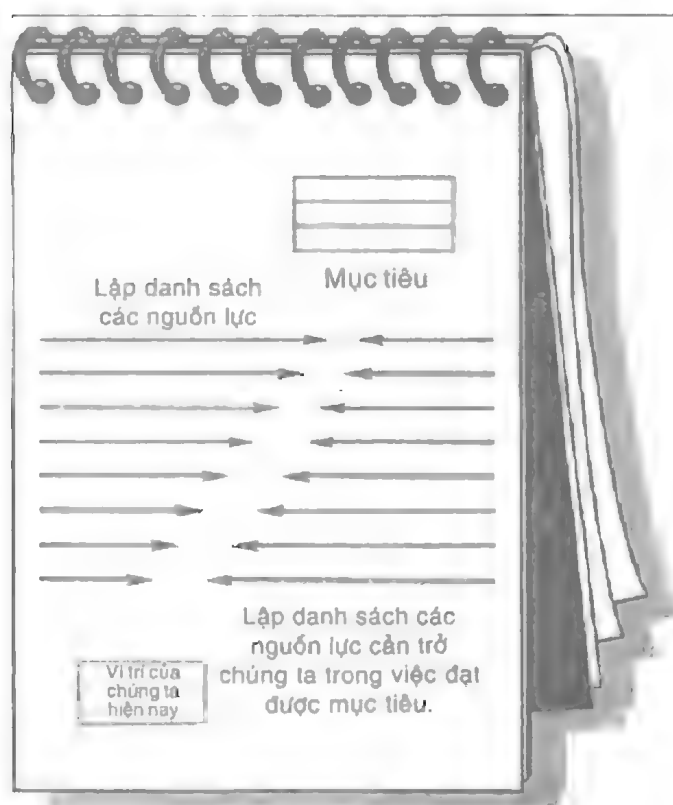 Mục tiêu
Lập danh sách
các nguồn lực
Lập danh sách các
nguồn lực cản trở
chúng ta trong việc đạt
được mục tiêu.
Vị trí của
chúng ta
hiện nay